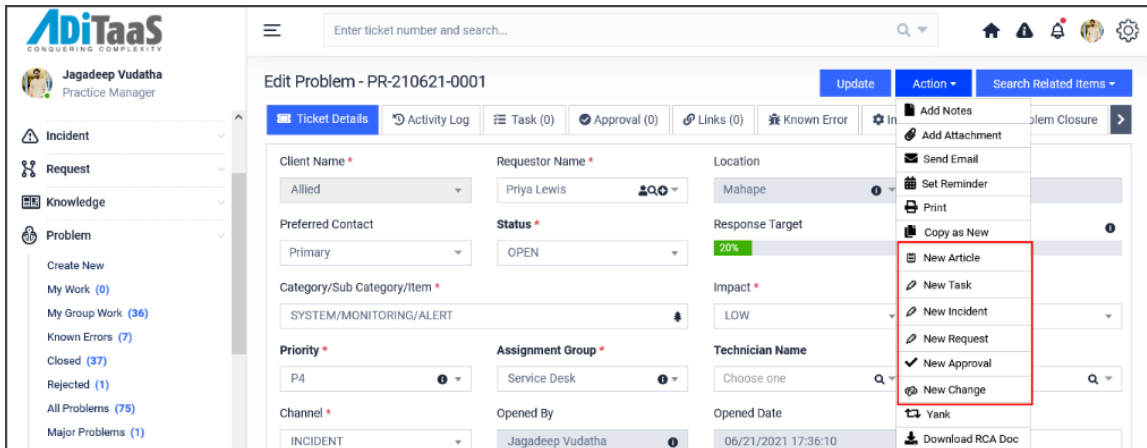 ADiTaaS
CONQUERING COMPLEXITY
Enter ticket number and search...
Jagadeep Vudatha
Practice Manager
Incident
Request
Knowledge
Problem
Create New
My Work (0)
My Group Work (36)
Known Errors (7)
Closed (37)
Rejected (1)
All Problems (75)
Major Problems (1)
Edit Problem - PR-210621-0001
Update
Action
Search Related Items
Ticket Details
Activity Log
Task (0)
Approval (0)
Links (0)
Known Error
Closure
Client Name *
Requestor Name *
Location
Allied
Priya Lewis
Mahape
Preferred Contact
Status *
Response Target
Primary
OPEN
20%
Category/Sub Category/Item *
Impact *
SYSTEM/MONITORING/ALERT
LOW
Priority *
Assignment Group *
Technician Name
P4
Service Desk
Choose one
Channel *
Opened By
Opened Date
INCIDENT
Jagadeep Vudatha
06/21/2021 17:36:10
Add Notes
Add Attachment
Send Email
Set Reminder
Print
Copy as New
New Article
New Task
New Incident
New Request
New Approval
New Change
Yank
Download RCA Doc